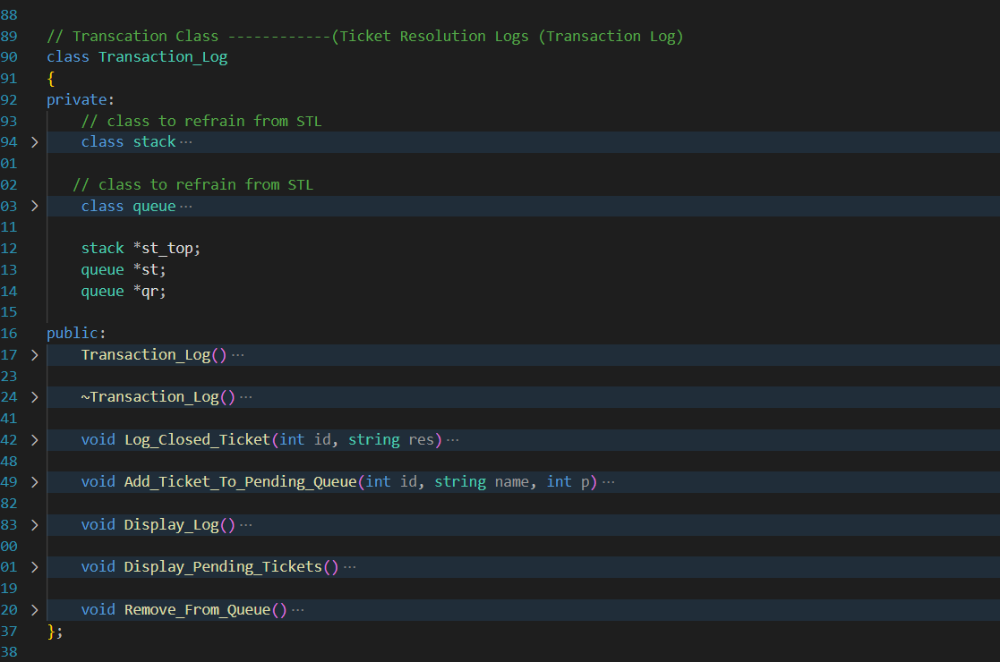 88
89 // Transcation Class ------------(Ticket Resolution Logs (Transaction Log)
90 class Transaction_Log
91 {
92 private:
93 // class to refrain from STL
94 > class stack ···
01
02 // class to refrain from STL
03 > class queue ···
11
12 stack *st_top;
13 queue *st;
14 queue *qr;
15
16 public:
17 > Transaction_Log() ···
23
24 > ~Transaction_Log() ···
41
42 > void Log_Closed_Ticket(int id, string res) ···
48
49 > void Add_Ticket_To_Pending_Queue(int id, string name, int p) ···
82
83 > void Display_Log() ···
00
01 > void Display_Pending_Tickets() ···
19
20 > void Remove_From_Queue() ···
37 };
38